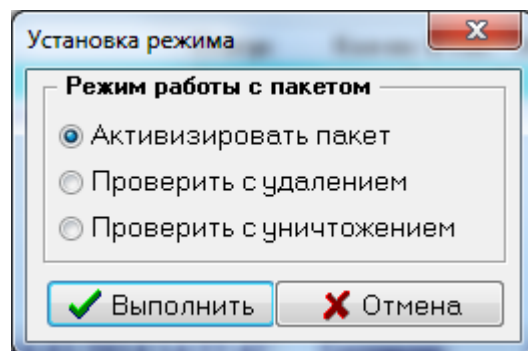 Установка режима
Режим работы с пакетом
Активизировать пакет
Проверить с удалением
Проверить с уничтожением
Выполнить
Отмена